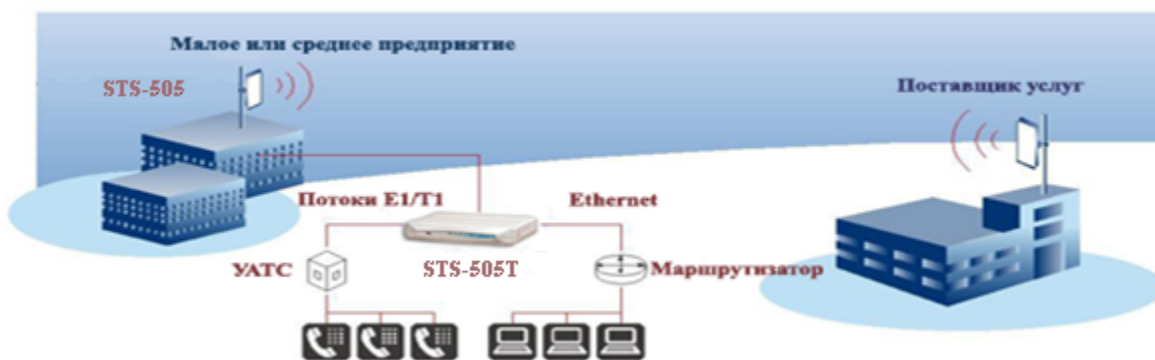 Малое или среднее предприятие
STS-505
Поставщик услуг
Потоки E1/T1
Ethernet
УАТС
STS-505T
Маршрутизатор